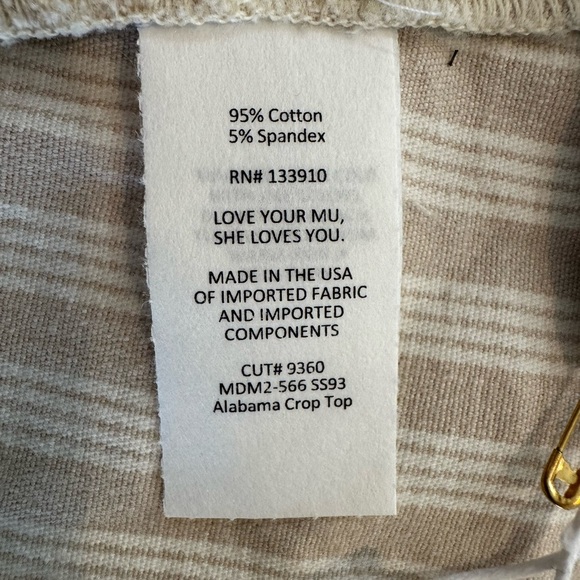 95% Cotton
5% Spandex
RN# 133910
LOVE YOUR MU,
SHE LOVES YOU.
MADE IN THE USA
OF IMPORTED FABRIC
AND IMPORTED
COMPONENTS
CUT# 9360
MDM2-566 SS93
Alabama Crop Top